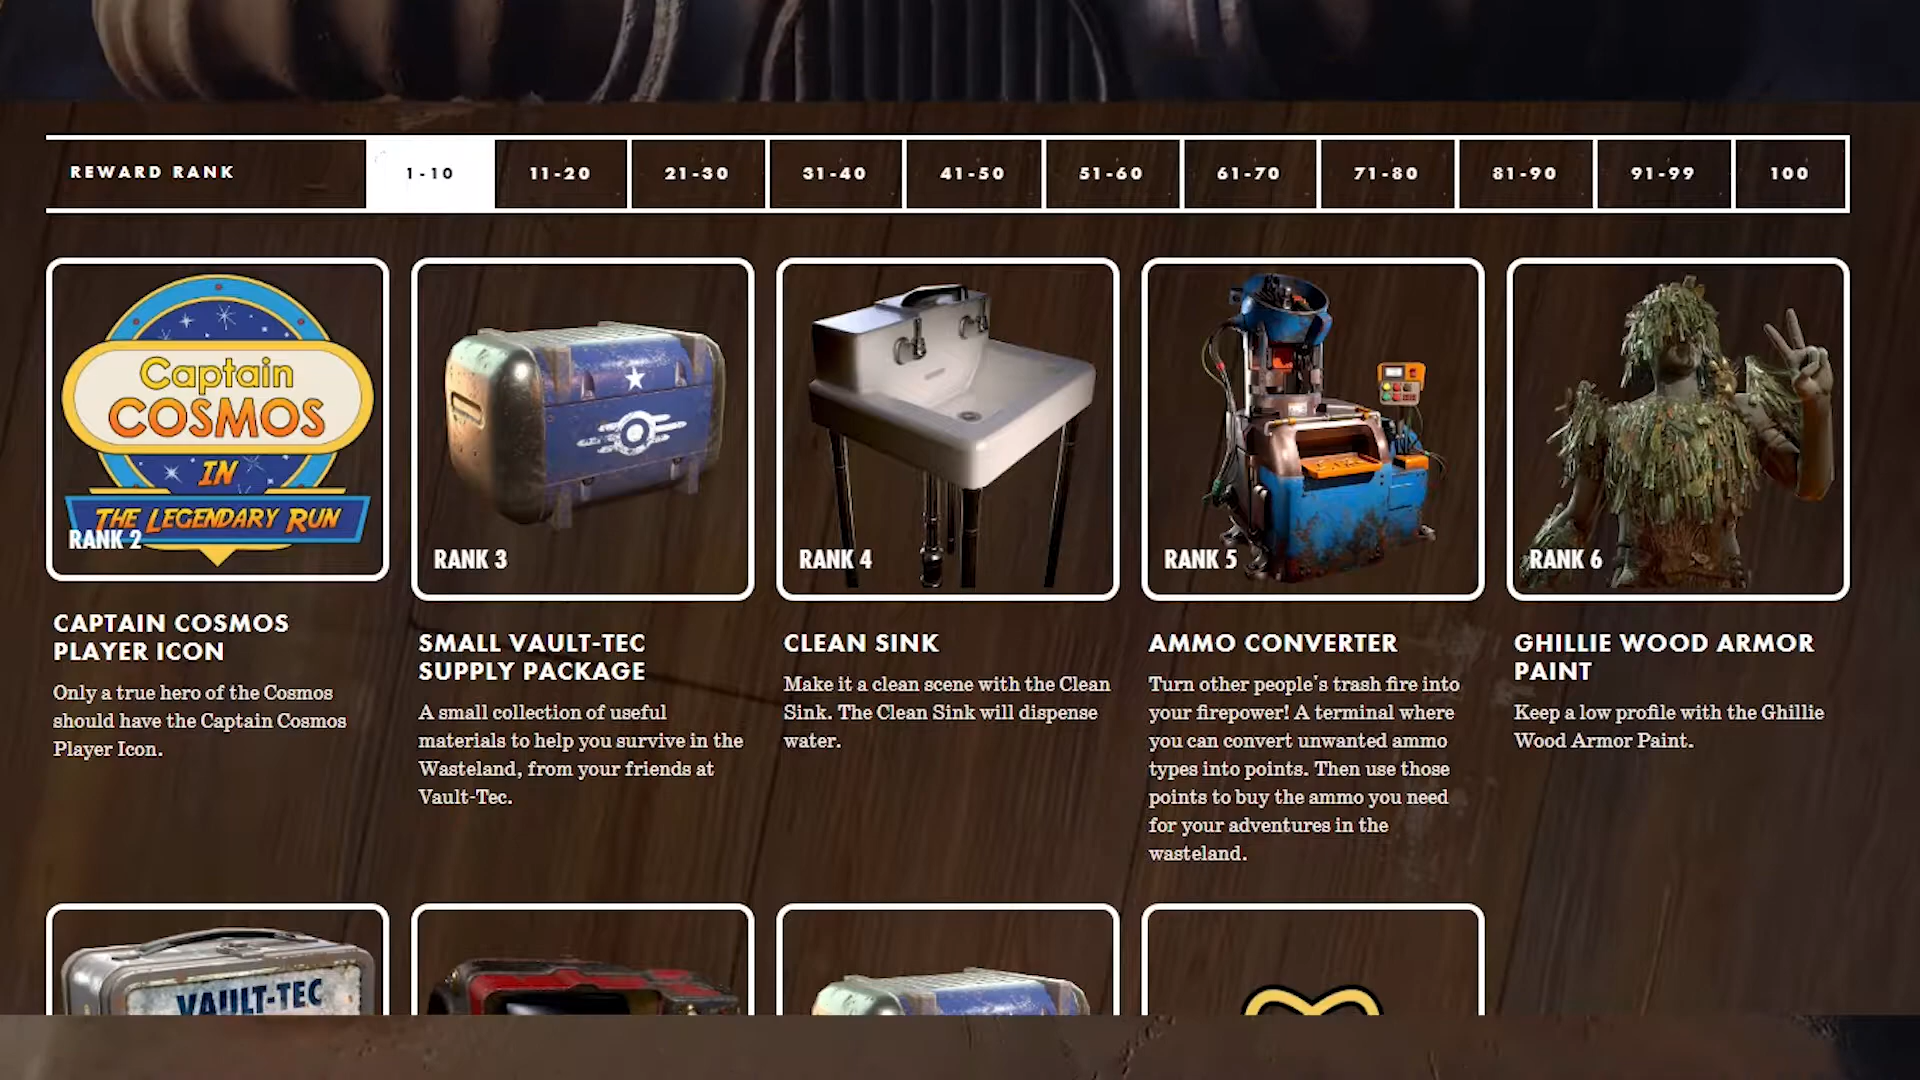 REWARD RANK
1-10
11-20
21-30
31-40
41-50
51-60
61-70
71-80
81-90
91-99
100
Captain
COSMOS
IN
THE LEGENDARY RUN
RANK 2
RANK 3
RANK 4
RANK 5
RANK 6
CAPTAIN COSMOS
PLAYER ICON
Only a true hero of the Cosmos
should have the Captain Cosmos
Player Icon.
SMALL VAULT-TEC
SUPPLY PACKAGE
A small collection of useful
materials to help you survive in the
Wasteland, from your friends at
Vault-Tec.
CLEAN SINK
Make it a clean scene with the Clean
Sink. The Clean Sink will dispense
water.
AMMO CONVERTER
Turn other people's trash fire into
your firepower! A terminal where
you can convert unwanted ammo
types into points. Then use those
points to buy the ammo you need
for your adventures in the
wasteland.
GHILLIE WOOD ARMOR
PAINT
Keep a low profile with the Ghillie
Wood Armor Paint.
VAULT-TEC